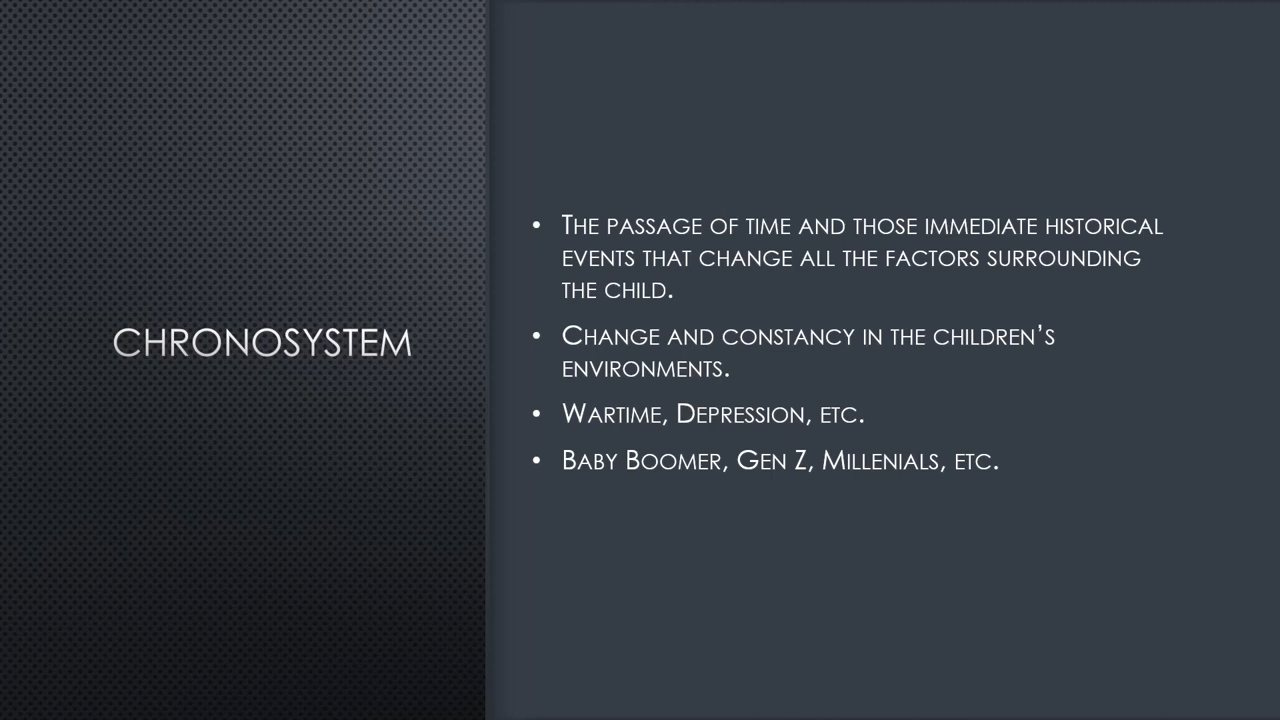 CHRONOSYSTEM
• The passage of time and those immediate historical
events that change all the factors surrounding
the child.
• Change and constancy in the children’s
environments.
• Wartime, Depression, etc.
• Baby Boomer, Gen Z, Millenials, etc.